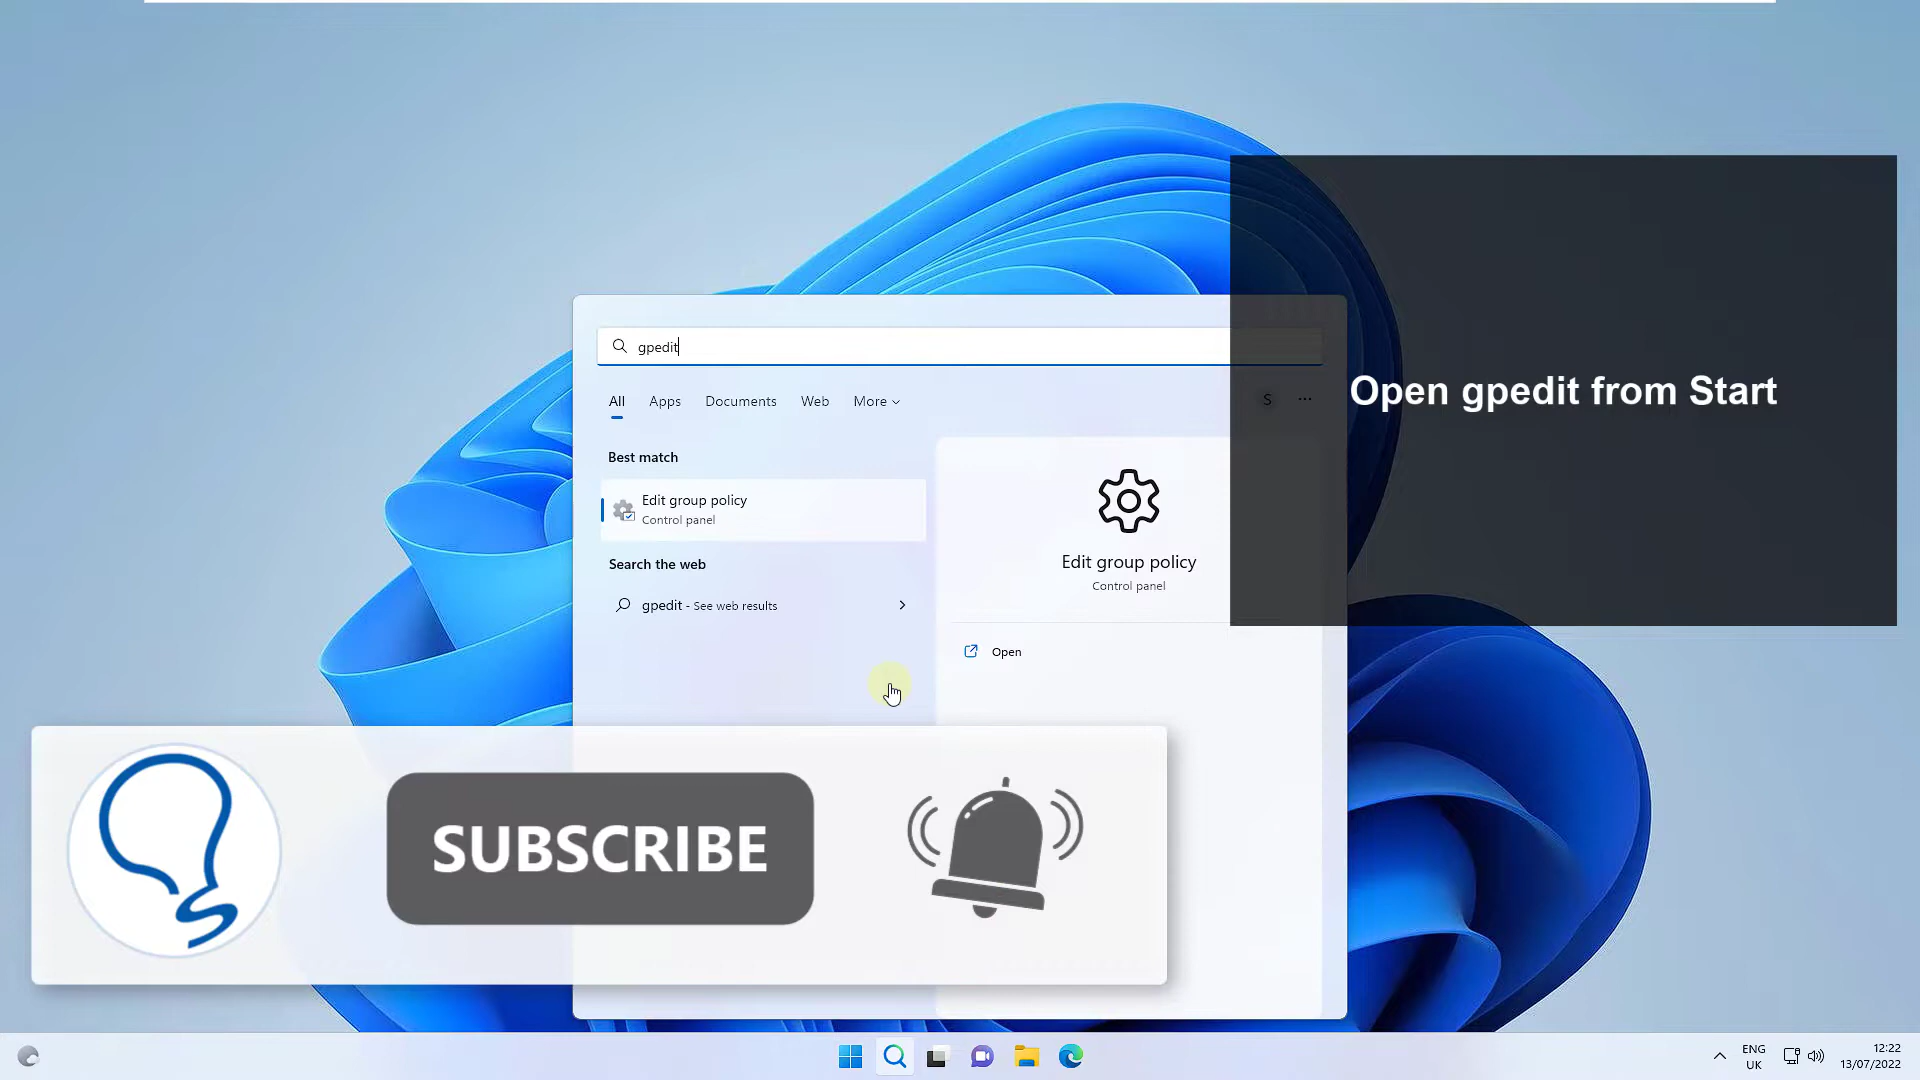 gpedit
All Apps Documents Web More
S ...
Best match
Edit group policy
Control panel
Search the web
gpedit - See web results
Edit group policy
Control panel
Open
Open gpedit from Start
SUBSCRIBE
ENG
UK
12:22
13/07/2022